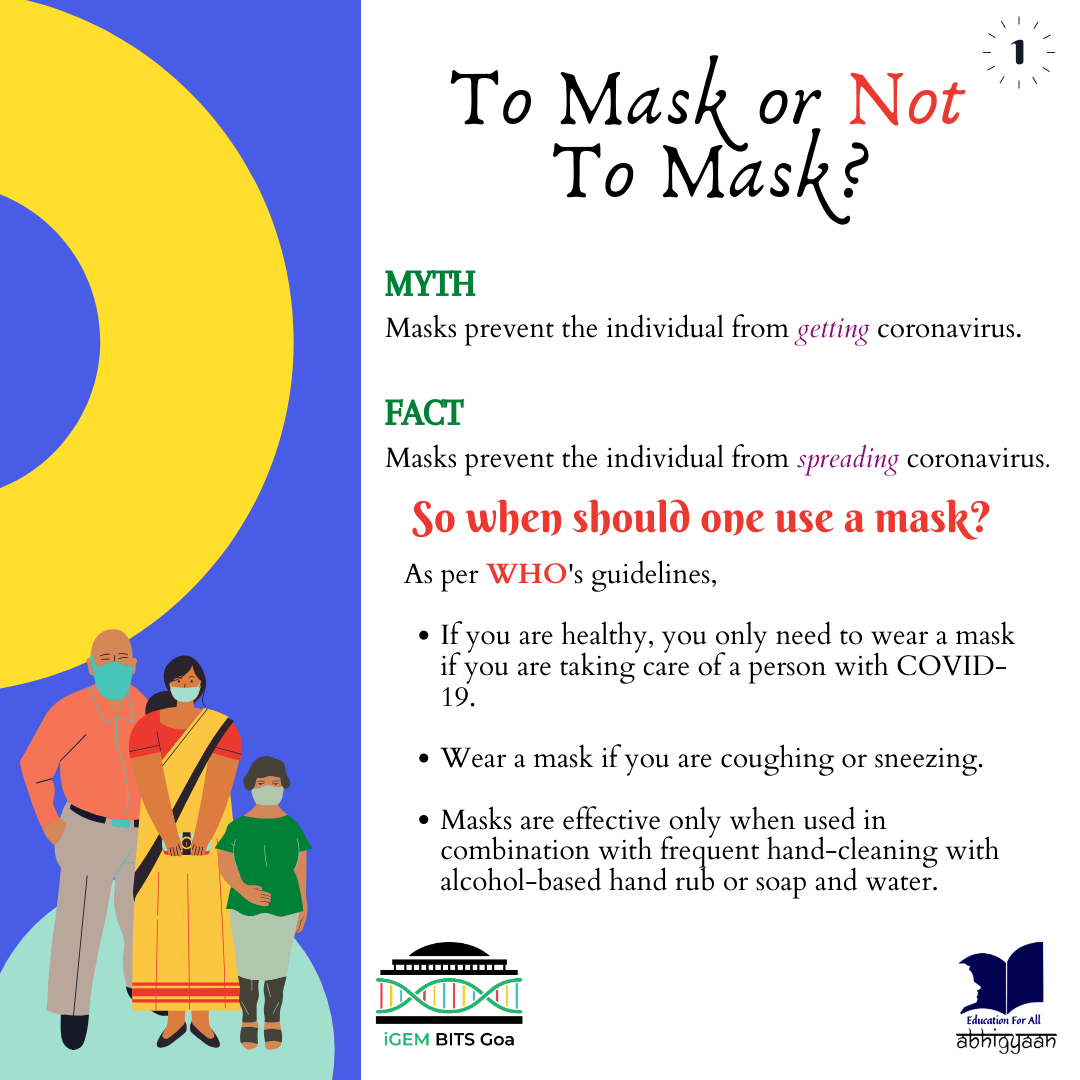 1
To Mask or Not
To Mask?
MYTH
Masks prevent the individual from getting coronavirus.
FACT
Masks prevent the individual from spreading coronavirus.
So when should one use a mask?
As per WHO's guidelines,
• If you are healthy, you only need to wear a mask
if you are taking care of a person with COVID-
19.
• Wear a mask if you are coughing or sneezing.
• Masks are effective only when used in
combination with frequent hand-cleaning with
alcohol-based hand rub or soap and water.
iGEM BITS Goa
Education For All
abhigyaan